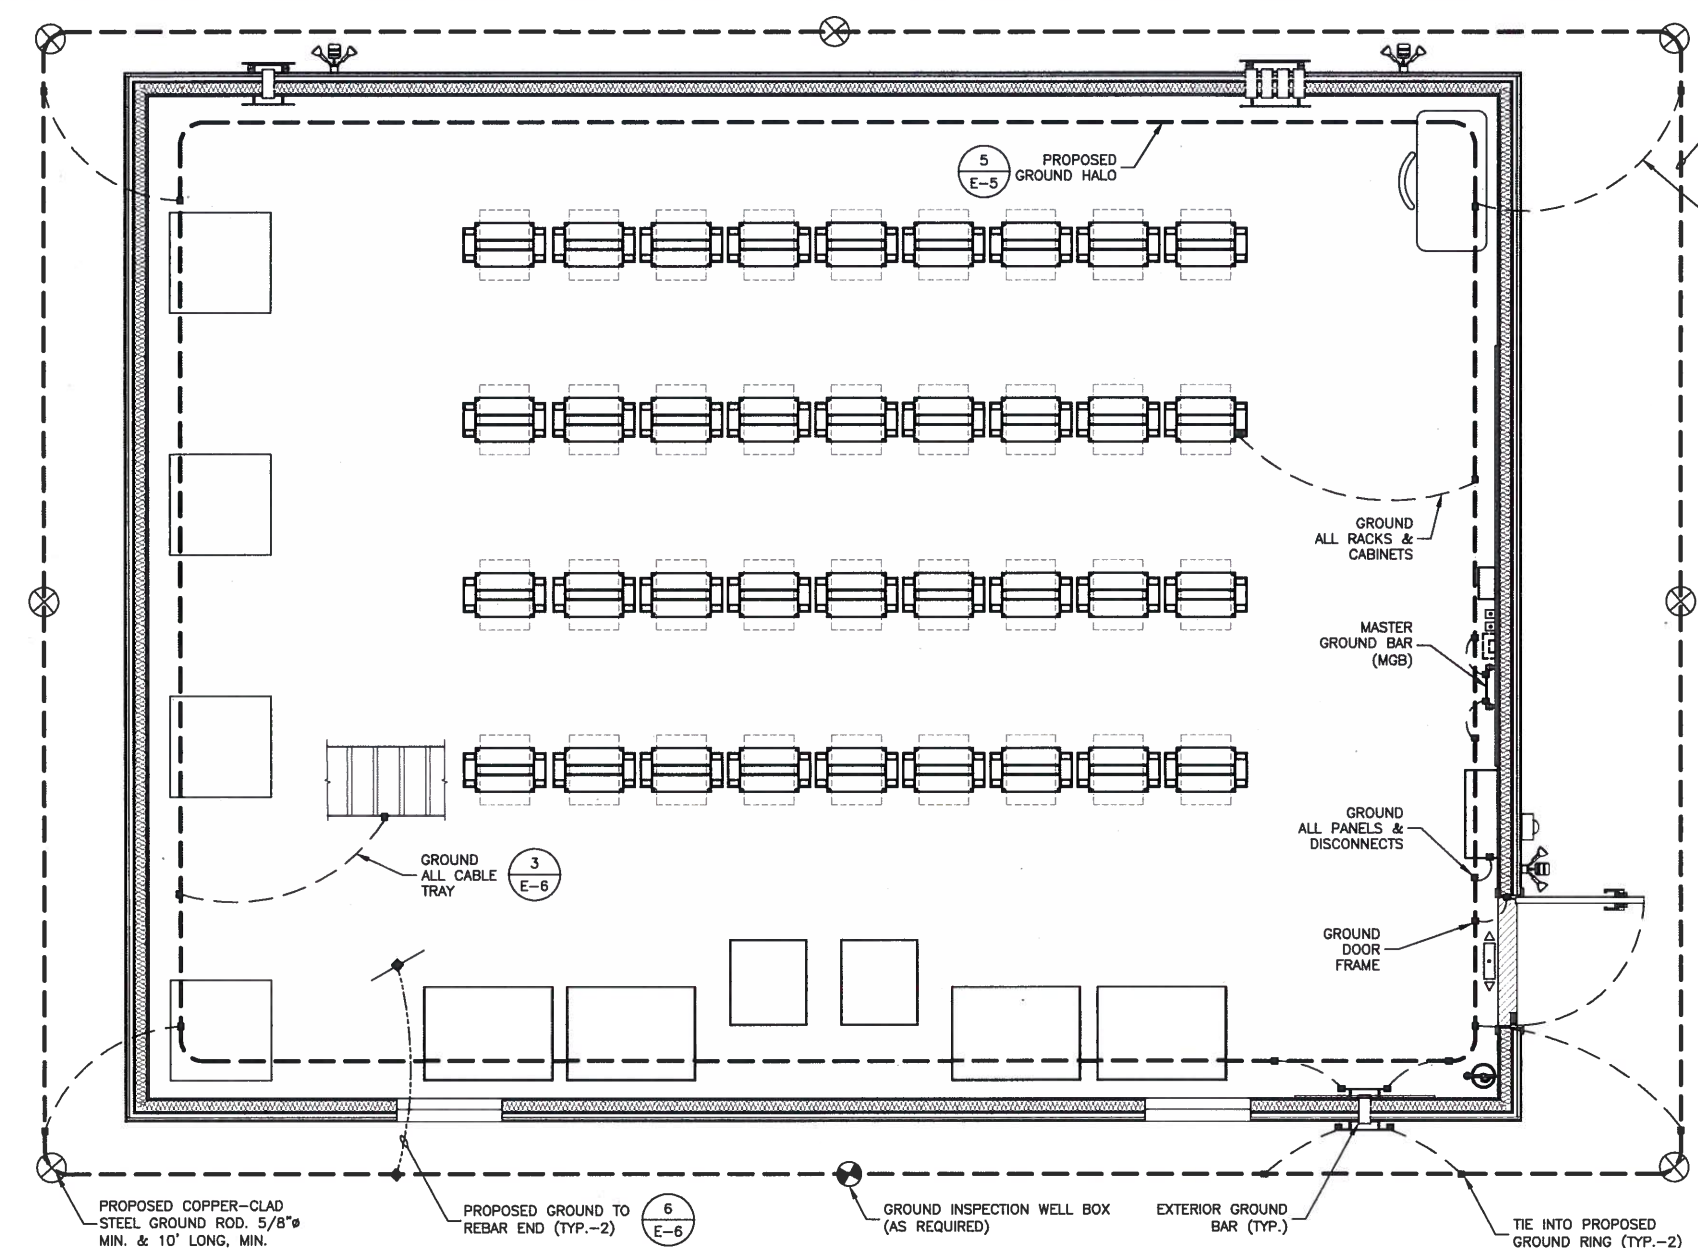 5
E-5
PROPOSED
GROUND HALO
GROUND
ALL RACKS &
CABINETS
MASTER
GROUND BAR
(MGB)
GROUND
ALL PANELS &
DISCONNECTS
GROUND
ALL CABLE
TRAY
3
E-6
GROUND
DOOR
FRAME
PROPOSED COPPER-CLAD
STEEL GROUND ROD. 5/8"ø
MIN. & 10' LONG, MIN.
PROPOSED GROUND TO
REBAR END (TYP.-2)
6
E-6
GROUND INSPECTION WELL BOX
(AS REQUIRED)
EXTERIOR GROUND
BAR (TYP.)
TIE INTO PROPOSED
GROUND RING (TYP.-2)